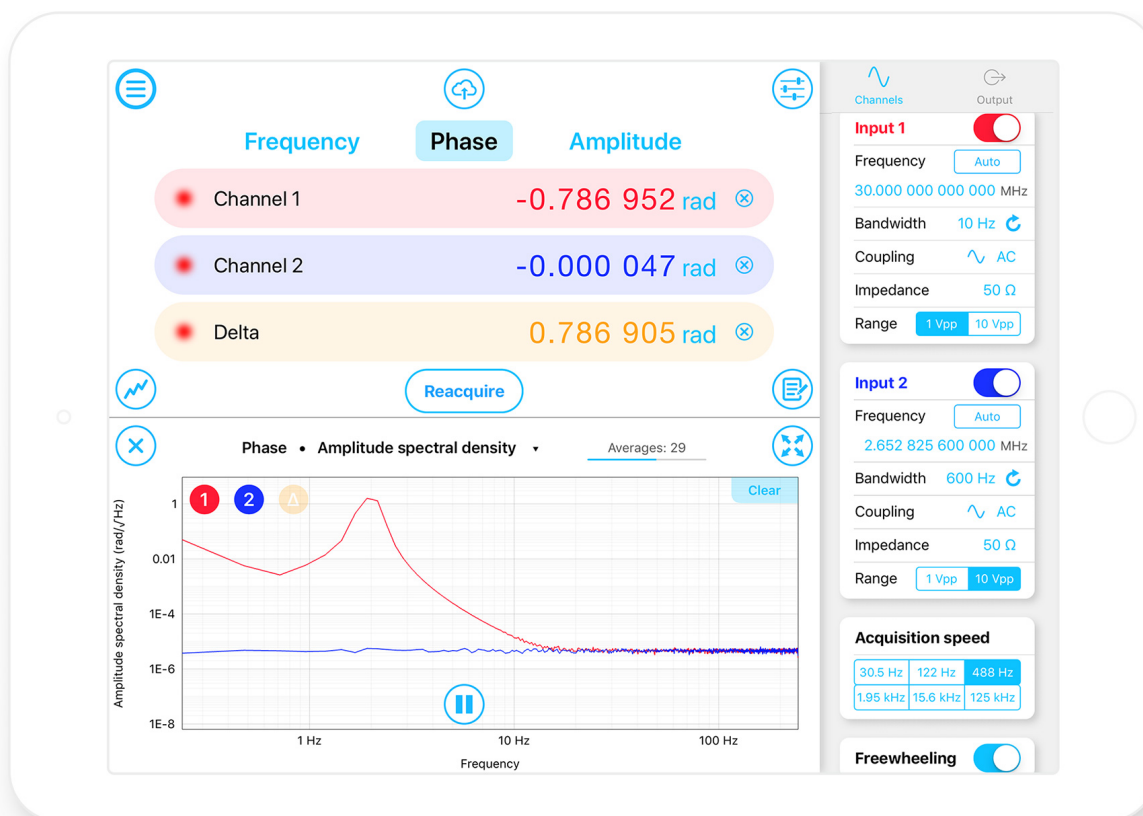 Frequency Phase Amplitude
Channel 1 -0.786 952 rad
Channel 2 -0.000 047 rad
Delta 0.786 905 rad
Reacquire
Phase • Amplitude spectral density ▾ Averages: 29
Clear
1 2 Δ
Amplitude spectral density (rad/√Hz)
1
0.01
1E-4
1E-6
1E-8
1 Hz 10 Hz 100 Hz
Frequency
Channels Output
Input 1
Frequency Auto
30.000 000 000 000 MHz
Bandwidth 10 Hz
Coupling AC
Impedance 50 Ω
Range 1 Vpp 10 Vpp
Input 2
Frequency Auto
2.652 825 600 000 MHz
Bandwidth 600 Hz
Coupling AC
Impedance 50 Ω
Range 1 Vpp 10 Vpp
Acquisition speed
30.5 Hz 122 Hz 488 Hz
1.95 kHz 15.6 kHz 125 kHz
Freewheeling